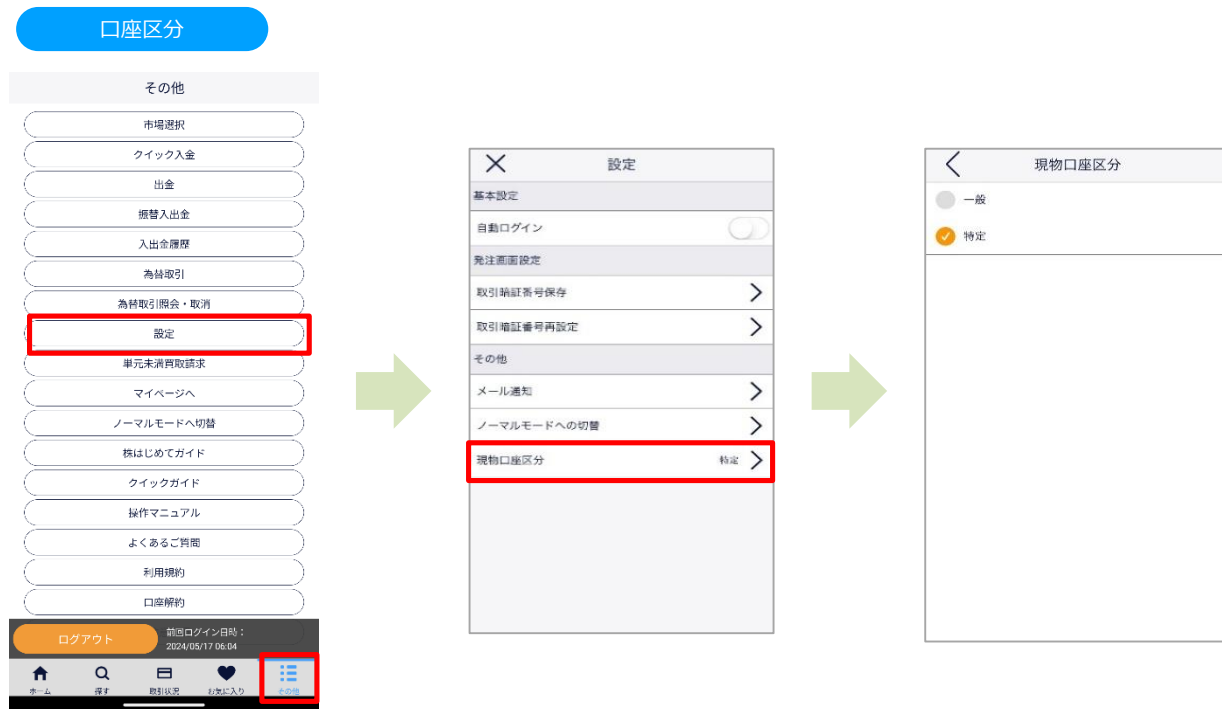 口座区分
その他
市場選択
クイック入金
出金
振替入出金
入出金履歴
為替取引
為替取引照会・取消
設定
単元未満買取請求
マイページへ
ノーマルモードへ切替
株はじめてガイド
クイックガイド
操作マニュアル
よくあるご質問
利用規約
口座解約
ログアウト
前回ログイン日時：
2024/05/17 06:04
ホーム
探す
取引状況
お気に入り
その他
設定
基本設定
自動ログイン
発注画面設定
取引暗証番号保存
取引暗証番号再設定
その他
メール通知
ノーマルモードへの切替
現物口座区分 特定
現物口座区分
一般
特定